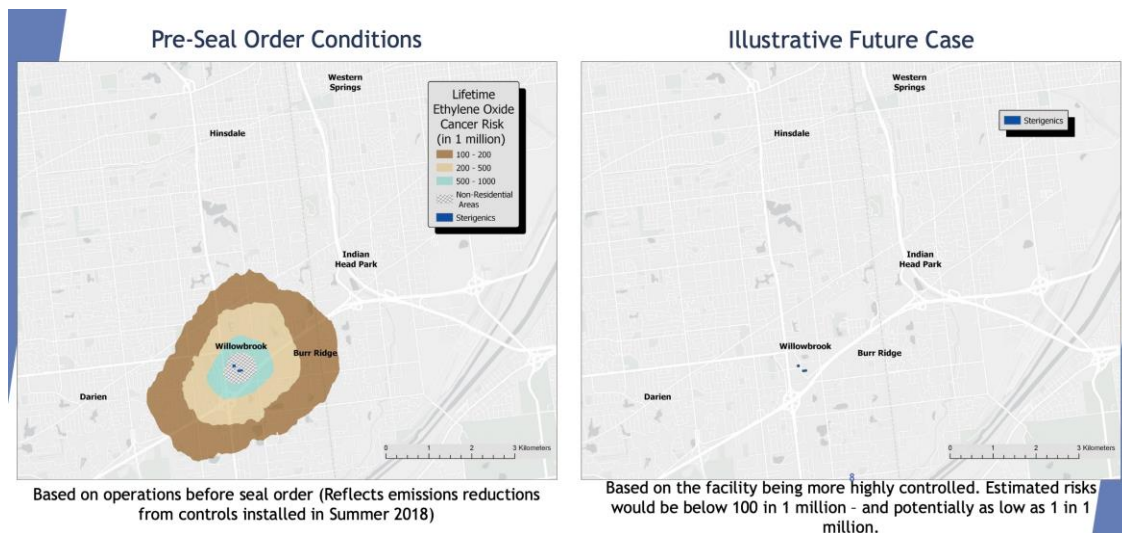 Pre-Seal Order Conditions
Western
Springs
Hinsdale
Lifetime
Ethylene Oxide
Cancer Risk
(in 1 million)
100 - 200
200 - 500
500 - 1000
Non-Residential
Areas
Sterigenics
Indian
Head Park
Willowbrook
Burr Ridge
Darien
0 1 2 3 Kilometers
Based on operations before seal order (Reflects emissions reductions
from controls installed in Summer 2018)
Illustrative Future Case
Western
Springs
Hinsdale
Sterigenics
Indian
Head Park
Willowbrook
Burr Ridge
Darien
0 1 2 3 Kilometers
Based on the facility being more highly controlled. Estimated risks
would be below 100 in 1 million - and potentially as low as 1 in 1
million.